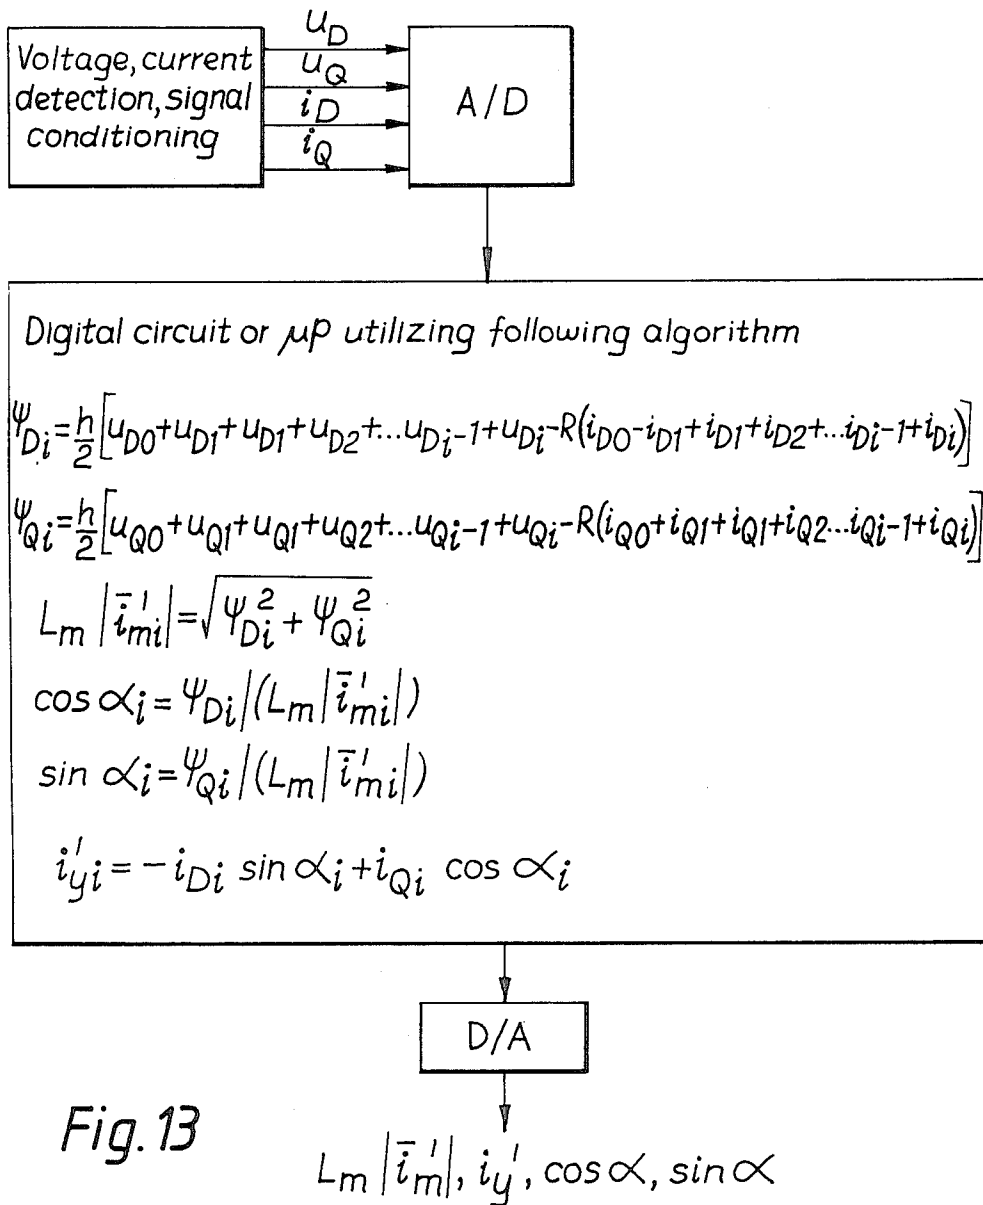 u_D
Voltage, current
u_Q
detection, signal
i_D
A/D
conditioning
i_Q
Digital circuit or μp utilizing following algorithm
Ψ_Di = h/2 [u_D0+u_D1+u_D1+u_D2+...u_Di-1+u_Di-R(i_D0-i_D1+i_D1+i_D2+...i_Di-1+i_Di)]
Ψ_Qi = h/2 [u_Q0+u_Q1+u_Q1+u_Q2+...u_Qi-1+u_Qi-R(i_Q0+i_Q1+i_Q1+i_Q2...i_Qi-1+i_Qi)]
L_m |i̅'_mi| = √(Ψ_Di² + Ψ_Qi²)
cos α_i = Ψ_Di |(L_m |i̅'_mi|)
sin α_i = Ψ_Qi |(L_m |i̅'_mi|)
i'_yi = - i_Di sin α_i + i_Qi cos α_i
D/A
Fig. 13
L_m |i̅_m'|, i_y', cos α, sin α